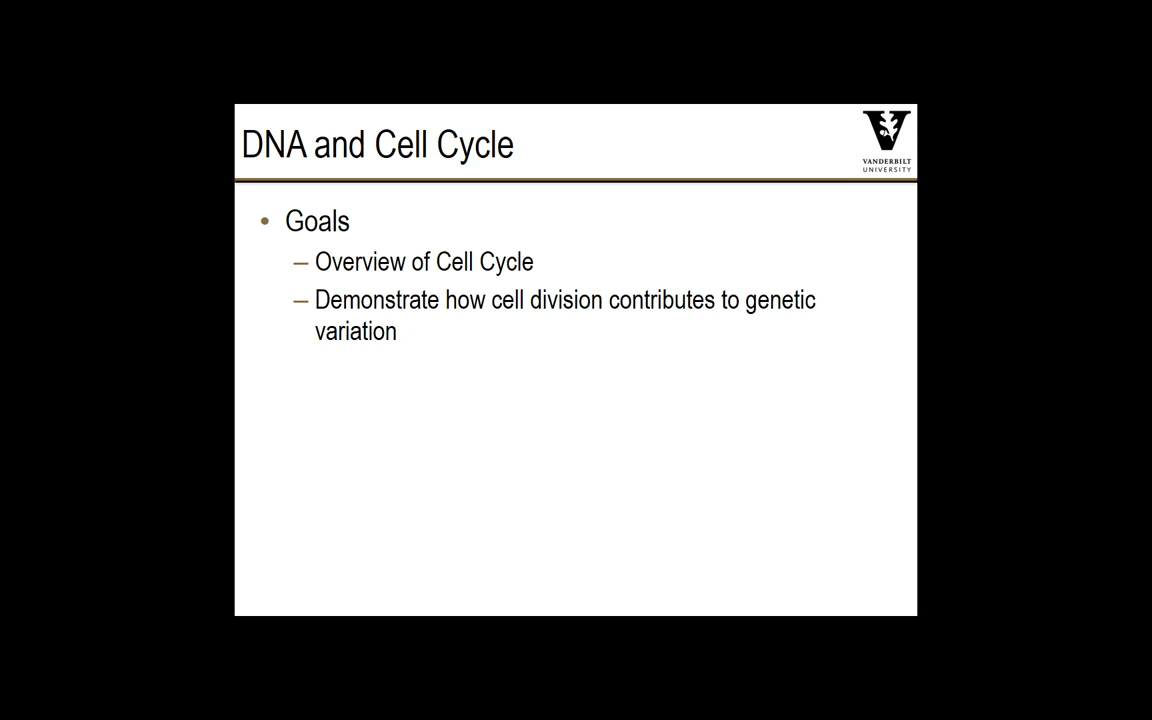 DNA and Cell Cycle
VANDERBILT
UNIVERSITY
• Goals
– Overview of Cell Cycle
– Demonstrate how cell division contributes to genetic
variation